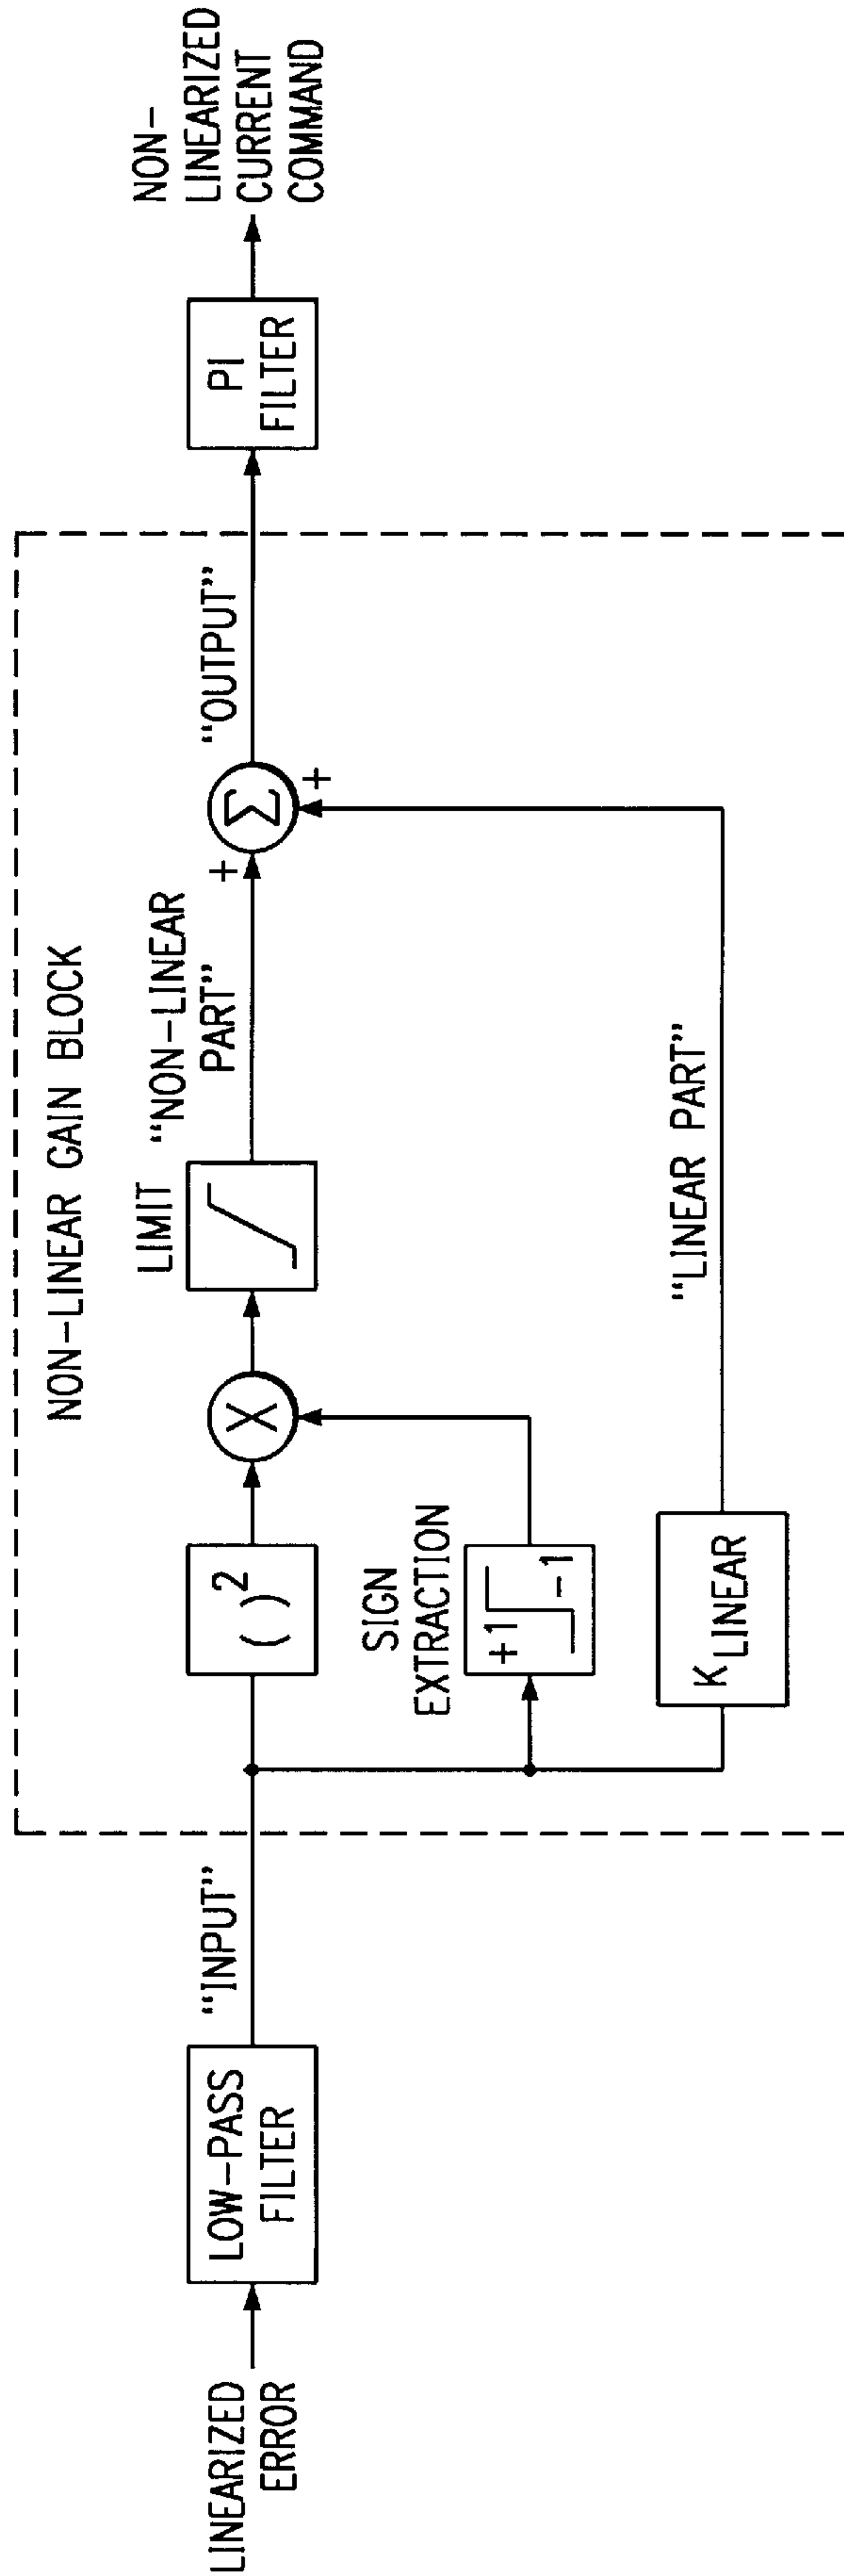 LINEARIZED
ERROR
LOW-PASS
FILTER
"INPUT"
NON-LINEAR GAIN BLOCK
( )2
SIGN
EXTRACTION
+1
-1
K LINEAR
X
LIMIT
"NON-LINEAR
PART"
"LINEAR PART"
+
Σ
+
"OUTPUT"
PI
FILTER
NON-
LINEARIZED
CURRENT
COMMAND